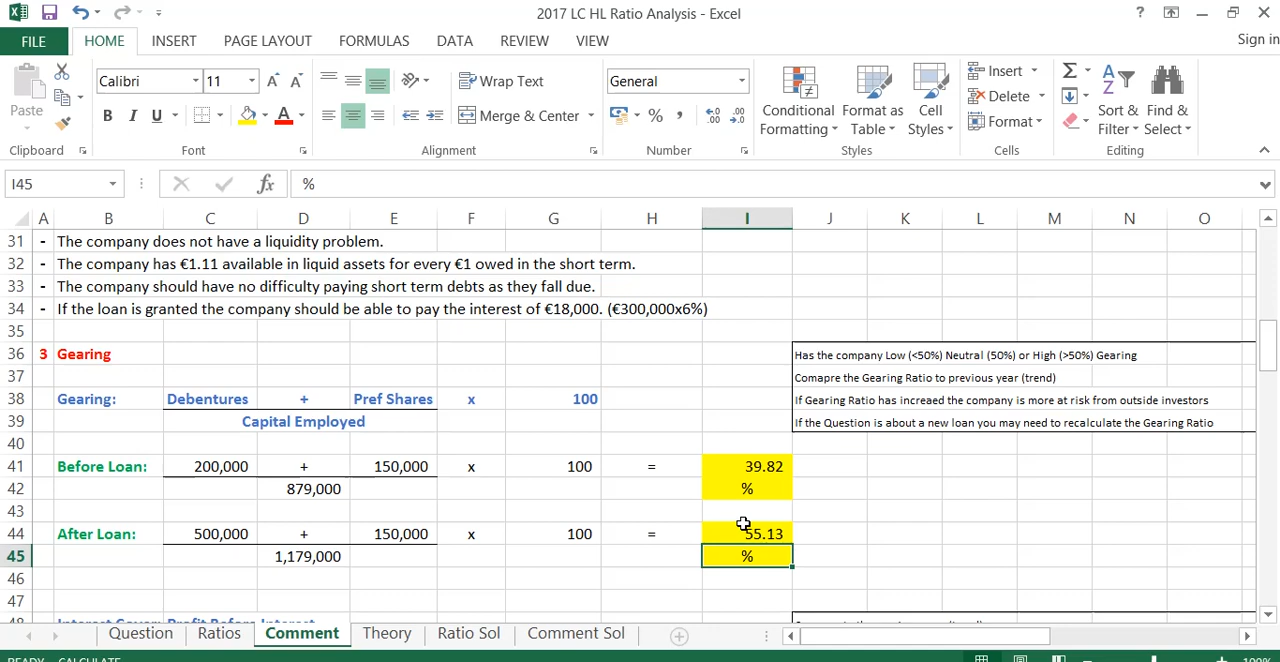 2017 LC HL Ratio Analysis - Excel
?
Sign in
FILE HOME INSERT PAGE LAYOUT FORMULAS DATA REVIEW VIEW
Paste
Calibri 11
B I U
Wrap Text
Merge & Center
General
%
Conditional Formatting
Format as Table
Cell Styles
Insert
Delete
Format
Sort & Filter
Find & Select
Clipboard Font Alignment Number Styles Cells Editing
I45 fx %
A B C D E F G H I J K L M N O
31 - The company does not have a liquidity problem.
32 - The company has €1.11 available in liquid assets for every €1 owed in the short term.
33 - The company should have no difficulty paying short term debts as they fall due.
34 - If the loan is granted the company should be able to pay the interest of €18,000. (€300,000x6%)
35
36 3 Gearing Has the company Low (<50%) Neutral (50%) or High (>50%) Gearing
37 Comapre the Gearing Ratio to previous year (trend)
38 Gearing: Debentures + Pref Shares x 100 If Gearing Ratio has increaed the company is more at risk from outside investors
39 Capital Employed If the Question is about a new loan you may need to recalculate the Gearing Ratio
40
41 Before Loan: 200,000 + 150,000 x 100 = 39.82
42 879,000 %
43
44 After Loan: 500,000 + 150,000 x 100 = 55.13
45 1,179,000 %
46
47
Question Ratios Comment Theory Ratio Sol Comment Sol
READY CALCULATE 100%